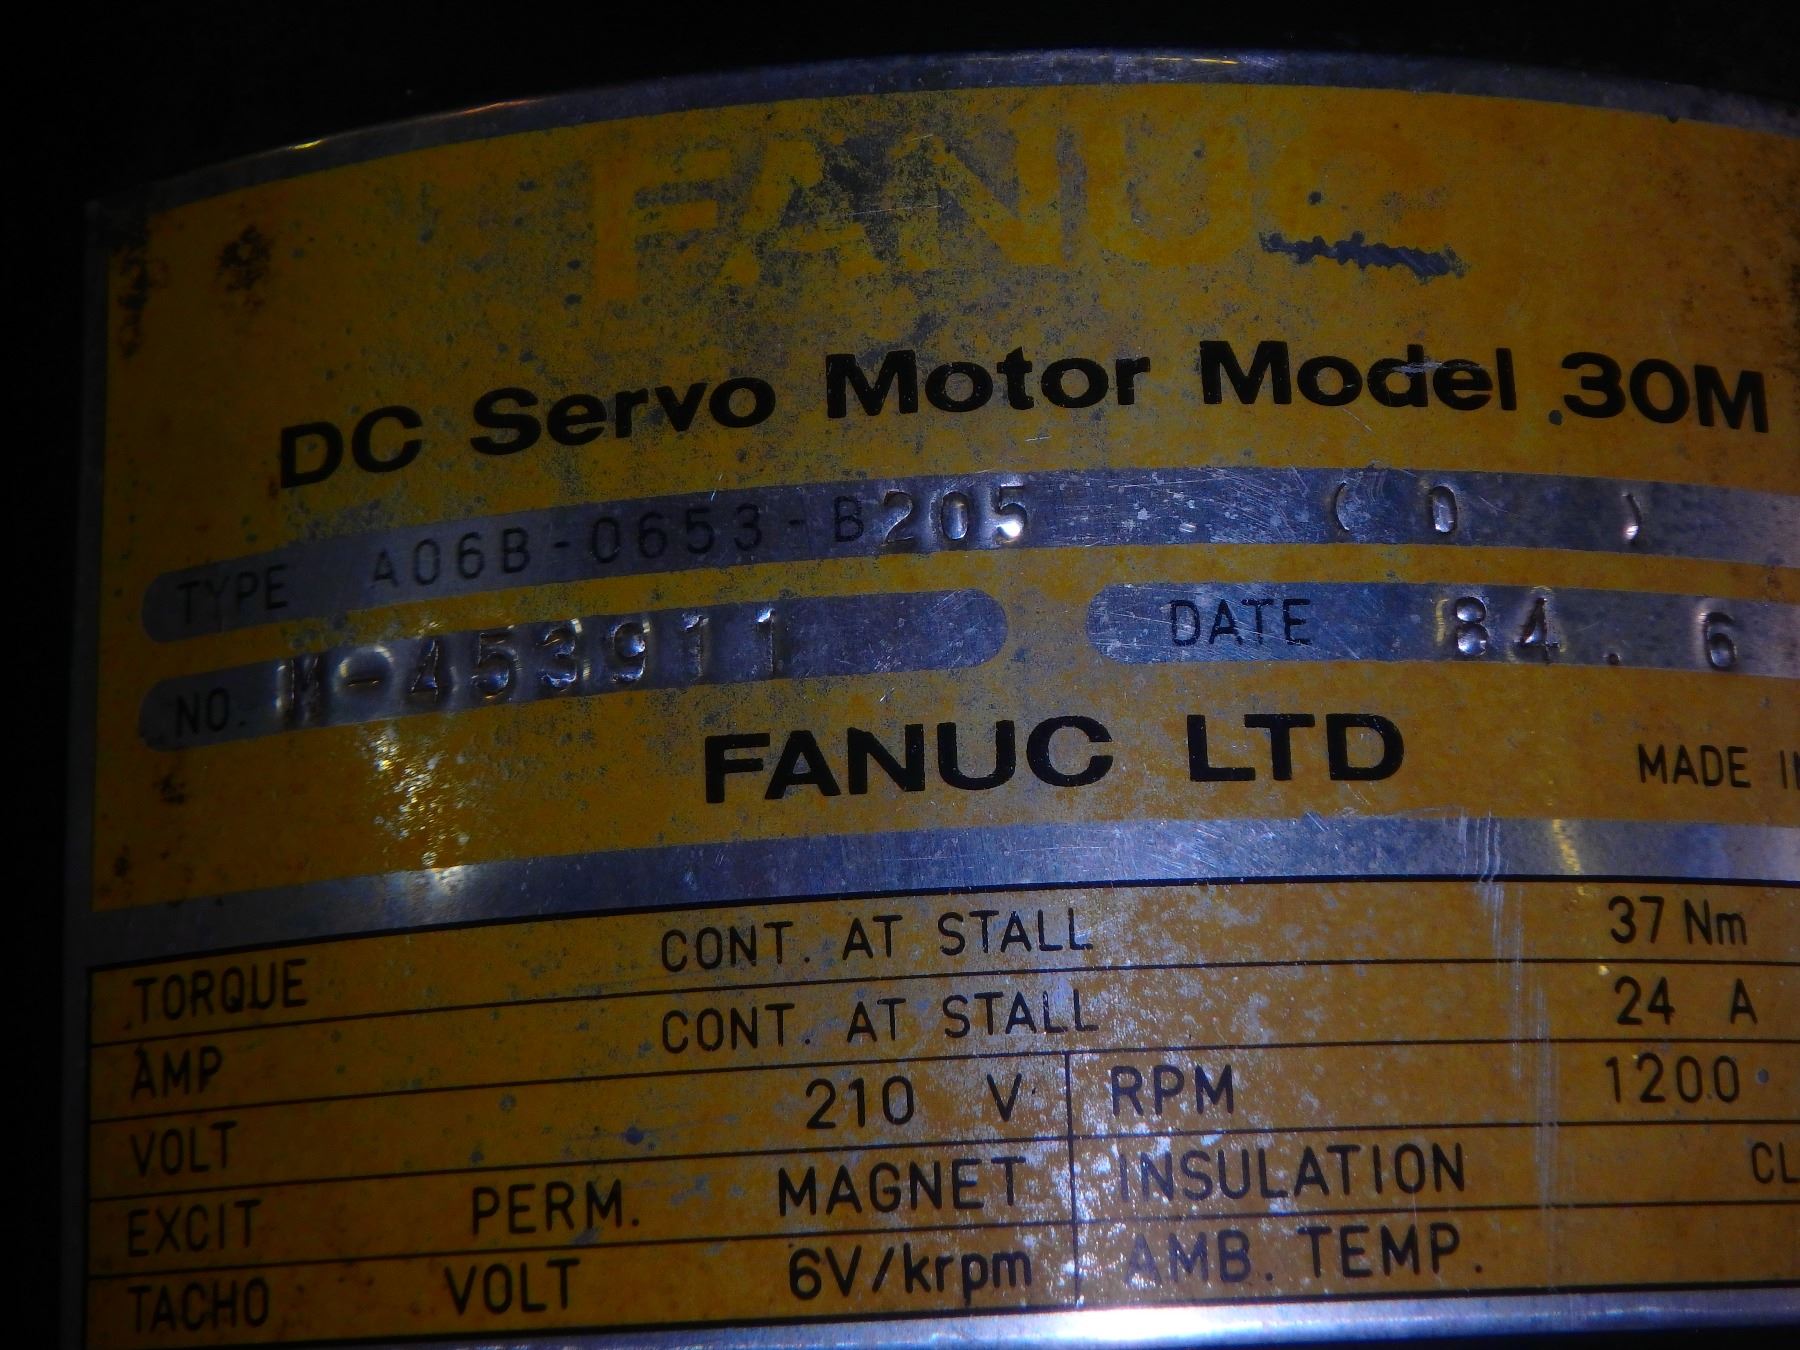 FANUC
DC Servo Motor Model 30M
TYPE A06B-0653-B205 ( 0 )
NO. M-453911 DATE 84.6
FANUC LTD MADE
TORQUE CONT. AT STALL 37 Nm
AMP CONT. AT STALL 24 A
VOLT 210 V RPM 1200
EXCIT PERM. MAGNET INSULATION
TACHO VOLT 6V/krpm AMB. TEMP.